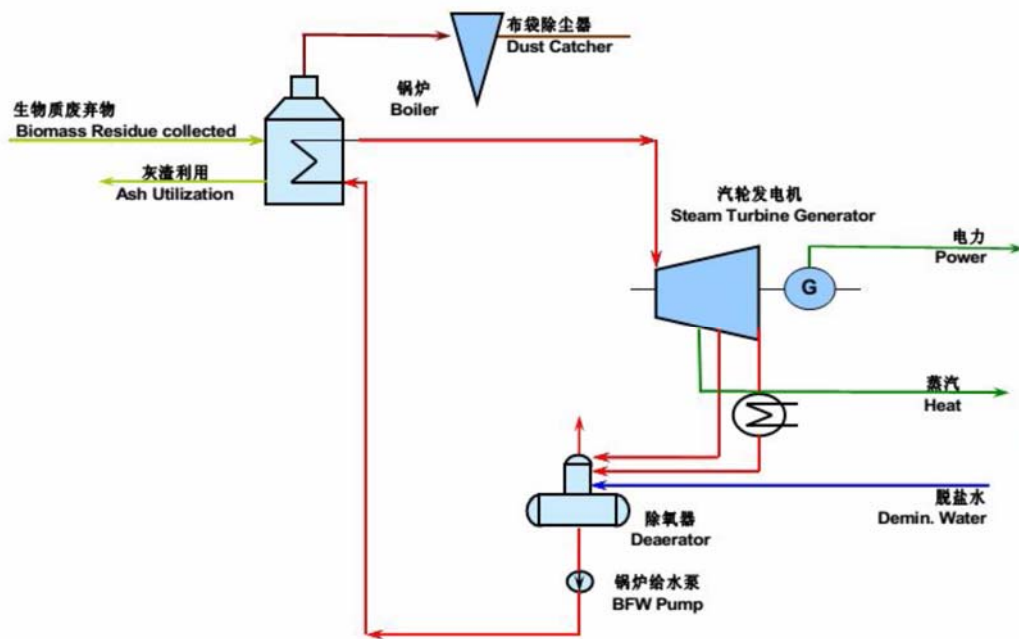 布袋除尘器
Dust Catcher
锅炉
Boiler
生物质废弃物
Biomass Residue collected
灰渣利用
Ash Utilization
汽轮发电机
Steam Turbine Generator
电力
Power
G
蒸汽
Heat
脱盐水
Demin. Water
除氧器
Deaerator
锅炉给水泵
BFW Pump